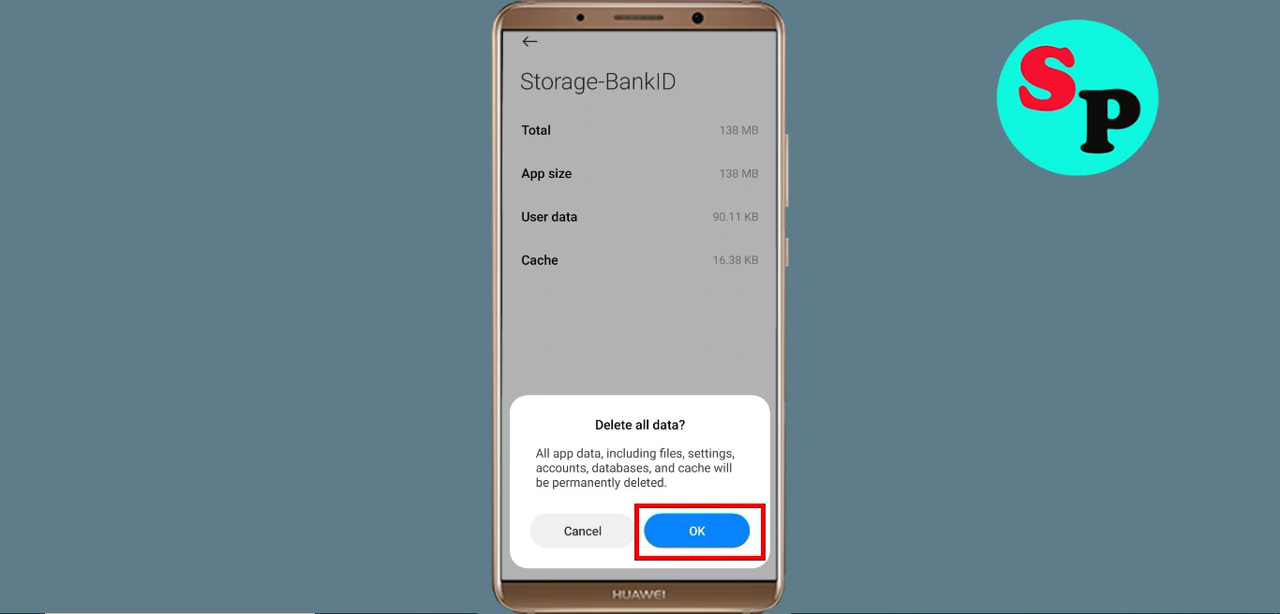 SP
Storage-BankID
Total 138 MB
App size 138 MB
User data 90.11 KB
Cache 16.38 KB
Delete all data?
All app data, including files, settings,
accounts, databases, and cache will
be permanently deleted.
Cancel OK
HUAWEI